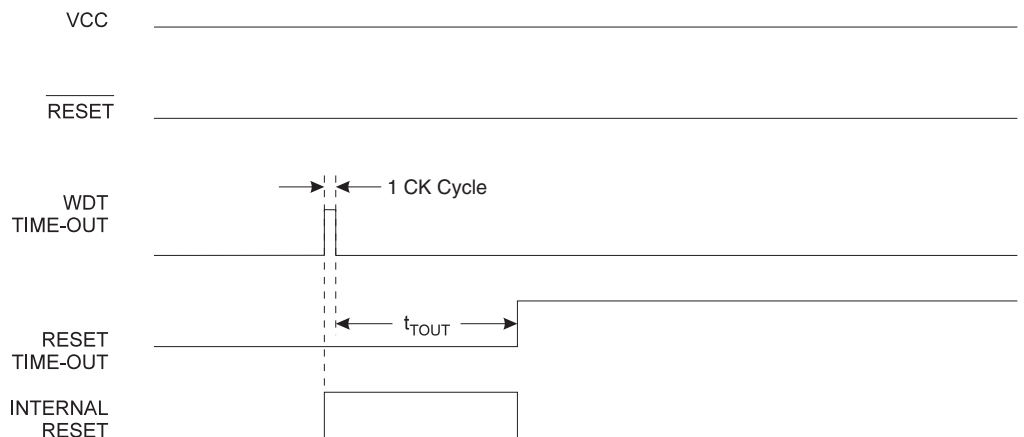 VCC
RESET
1 CK Cycle
WDT
TIME-OUT
tTOUT
RESET
TIME-OUT
INTERNAL
RESET